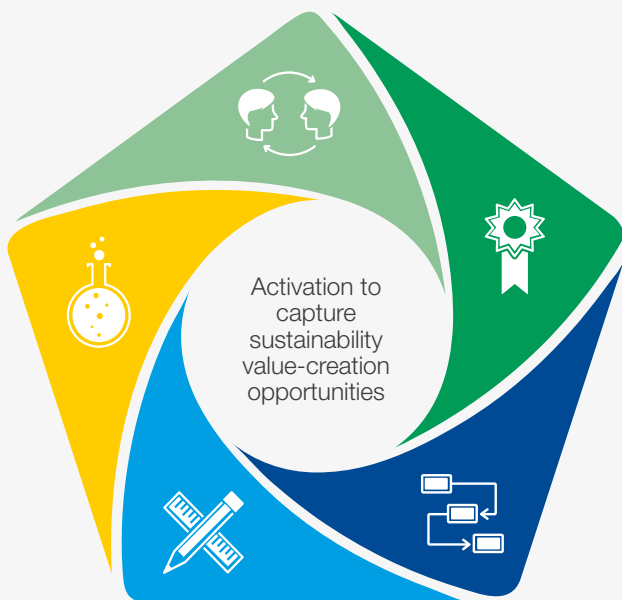 Activation to
capture
sustainability
value-creation
opportunities